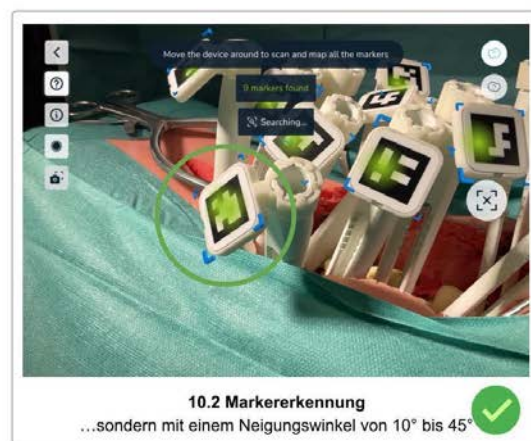 Move the device around to scan and map all the markers
9 markers found
Searching...
10.2 Markererkennung
...sondern mit einem Neigungswinkel von 10° bis 45°